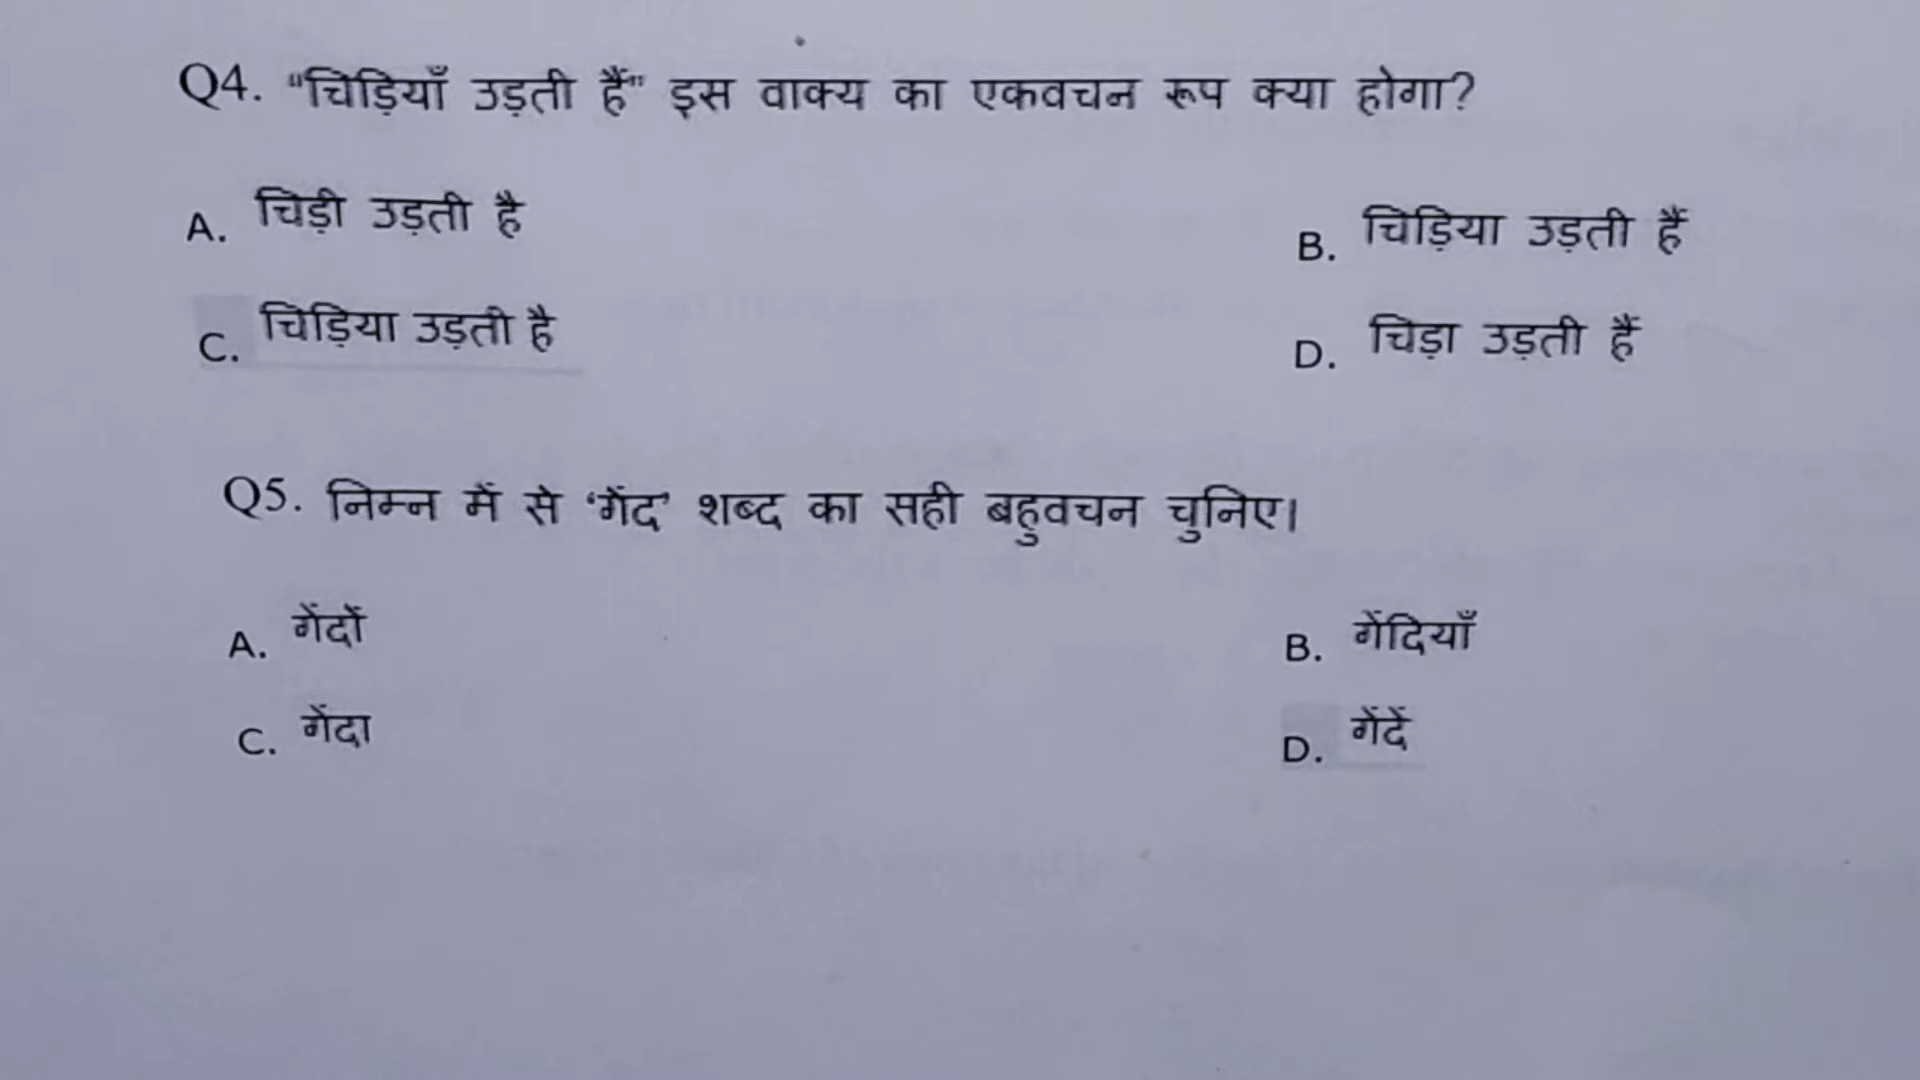 Q4. "चिड़ियाँ उड़ती हैं" इस वाक्य का एकवचन रूप क्या होगा?
A. चिड़ी उड़ती है
B. चिड़िया उड़ती हैं
C. चिड़िया उड़ती है
D. चिड़ा उड़ती हैं
Q5. निम्न में से 'गेंद' शब्द का सही बहुवचन चुनिए।
A. गेंदों
B. गेंदियाँ
C. गेंदा
D. गेंदें